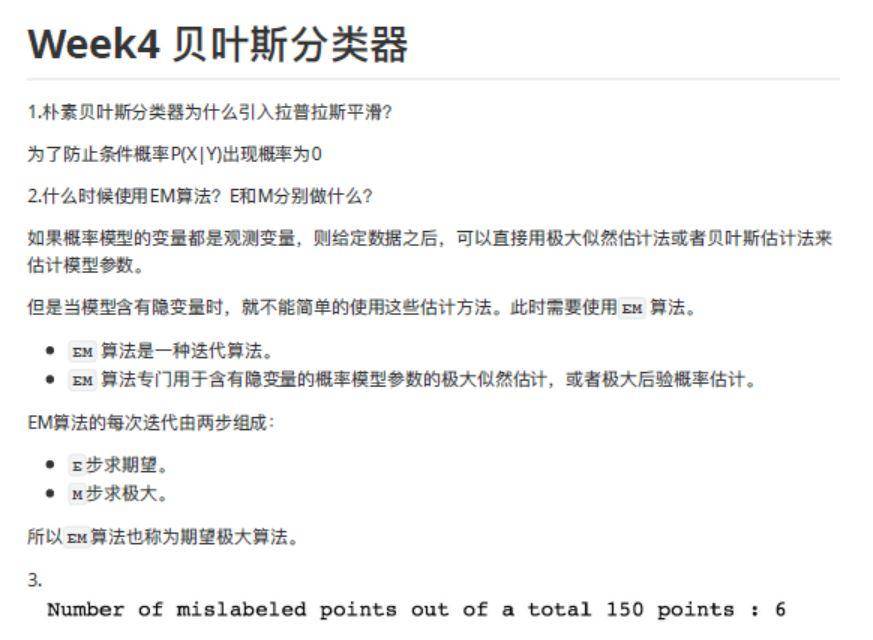 Week4 贝叶斯分类器
1.朴素贝叶斯分类器为什么引入拉普拉斯平滑？
为了防止条件概率P(X|Y)出现概率为0
2.什么时候使用EM算法？E和M分别做什么？
如果概率模型的变量都是观测变量，则给定数据之后，可以直接用极大似然估计法或者贝叶斯估计法来
估计模型参数。
但是当模型含有隐变量时，就不能简单的使用这些估计方法。此时需要使用 EM 算法。
• EM 算法是一种迭代算法。
• EM 算法专门用于含有隐变量的概率模型参数的极大似然估计，或者极大后验概率估计。
EM算法的每次迭代由两步组成：
• E步求期望。
• M步求极大。
所以EM算法也称为期望极大算法。
3.
Number of mislabeled points out of a total 150 points : 6